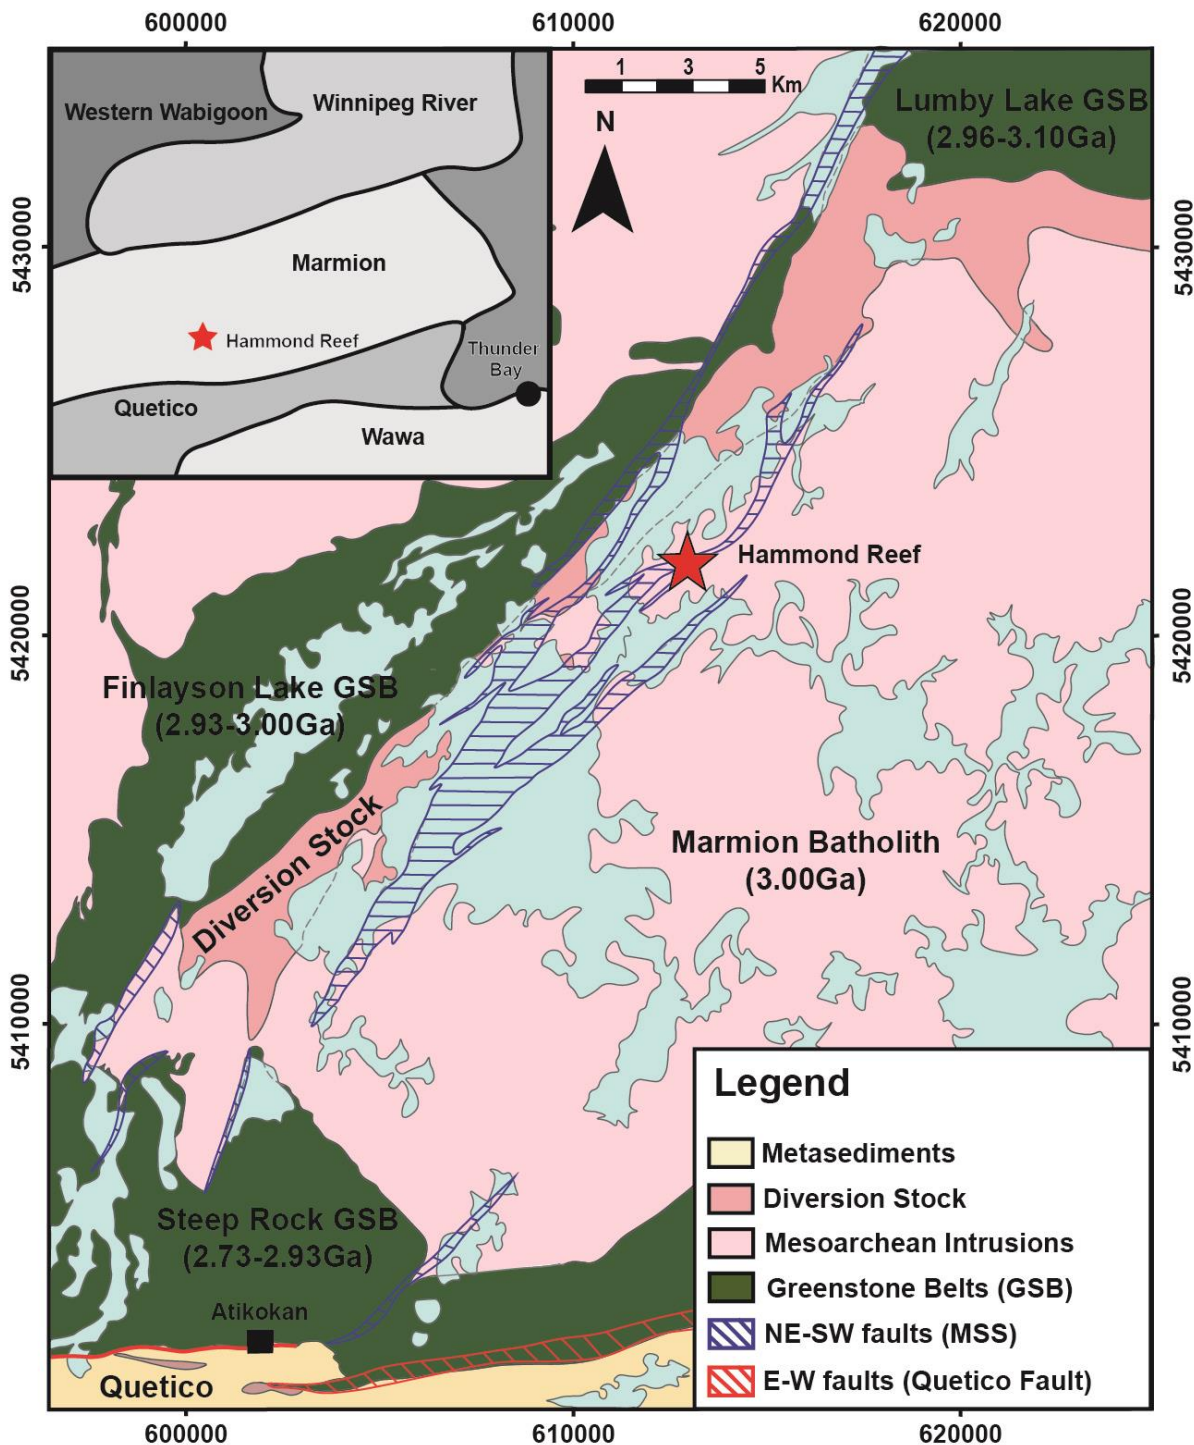 600000
610000
620000
Western Wabigoon
Winnipeg River
Marmion
Hammond Reef
Thunder
Bay
Quetico
Wawa
1
3
5
Km
N
Lumby Lake GSB
(2.96-3.10Ga)
5430000
5430000
Hammond Reef
5420000
5420000
Finlayson Lake GSB
(2.93-3.00Ga)
Diversion Stock
Marmion Batholith
(3.00Ga)
5410000
5410000
Steep Rock GSB
(2.73-2.93Ga)
Atikokan
Quetico
Legend
Metasediments
Diversion Stock
Mesoarchean Intrusions
Greenstone Belts (GSB)
NE-SW faults (MSS)
E-W faults (Quetico Fault)
600000
610000
620000